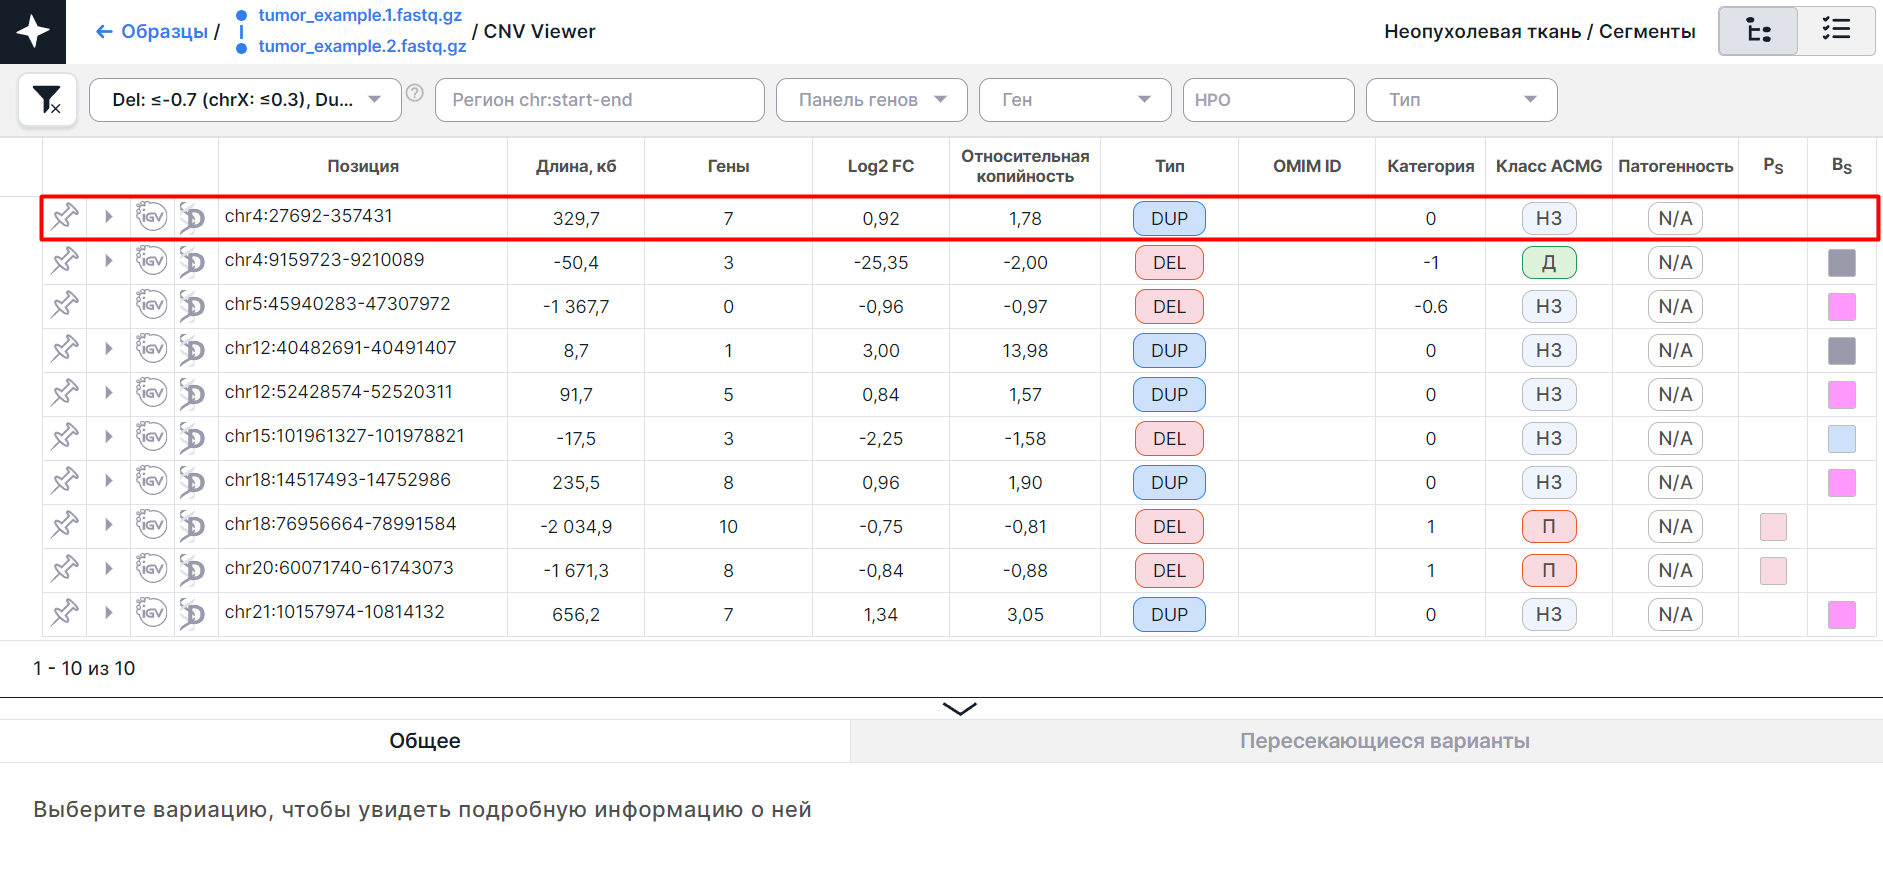 ← Образцы / tumor_example.1.fastq.gz tumor_example.2.fastq.gz / CNV Viewer
Неопухолевая ткань / Сегменты
Del: ≤-0.7 (chrX: ≤0.3), Du... ? Регион chr:start-end Панель генов Ген HPO Тип
Позиция Длина, кб Гены Log2 FC Относительная копийность Тип OMIM ID Категория Класс ACMG Патогенность PS BS
IGV D chr4:27692-357431 329,7 7 0,92 1,78 DUP 0 НЗ N/A
IGV D chr4:9159723-9210089 -50,4 3 -25,35 -2,00 DEL -1 Д N/A
IGV D chr5:45940283-47307972 -1 367,7 0 -0,96 -0,97 DEL -0.6 НЗ N/A
IGV D chr12:40482691-40491407 8,7 1 3,00 13,98 DUP 0 НЗ N/A
IGV D chr12:52428574-52520311 91,7 5 0,84 1,57 DUP 0 НЗ N/A
IGV D chr15:101961327-101978821 -17,5 3 -2,25 -1,58 DEL 0 НЗ N/A
IGV D chr18:14517493-14752986 235,5 8 0,96 1,90 DUP 0 НЗ N/A
IGV D chr18:76956664-78991584 -2 034,9 10 -0,75 -0,81 DEL 1 П N/A
IGV D chr20:60071740-61743073 -1 671,3 8 -0,84 -0,88 DEL 1 П N/A
IGV D chr21:10157974-10814132 656,2 7 1,34 3,05 DUP 0 НЗ N/A
1 - 10 из 10
Общее Пересекающиеся варианты
Выберите вариацию, чтобы увидеть подробную информацию о ней